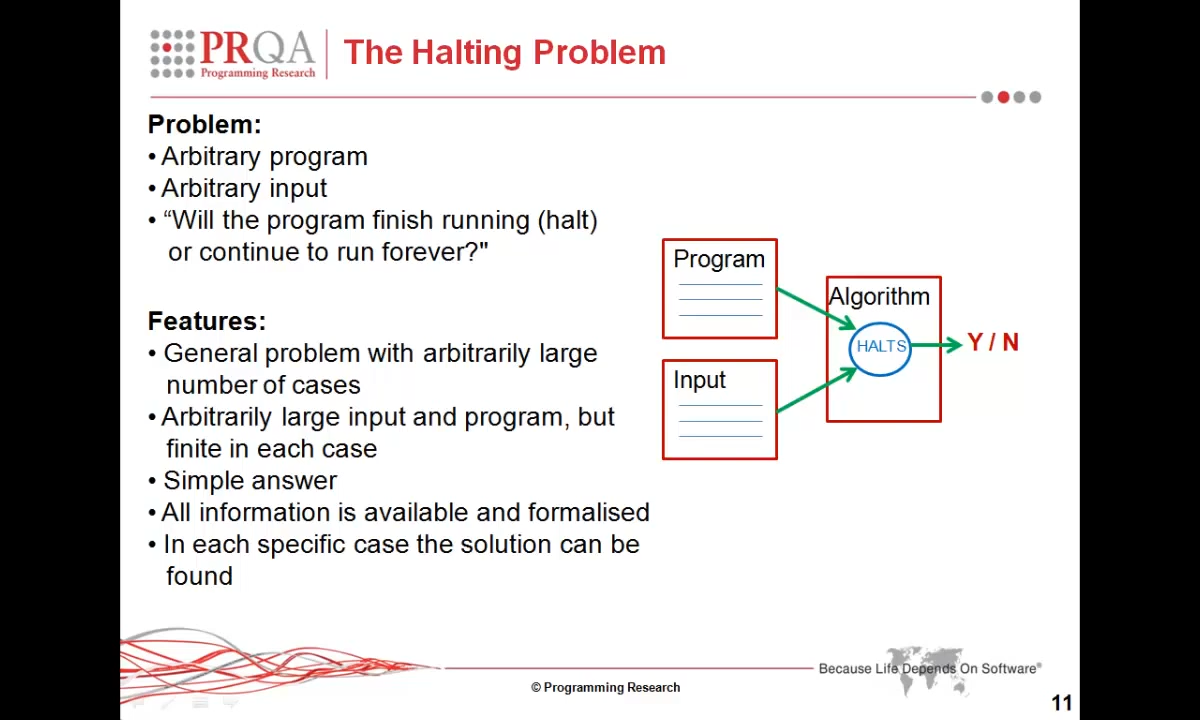 PRQA
Programming Research
The Halting Problem
Problem:
• Arbitrary program
• Arbitrary input
• “Will the program finish running (halt)
or continue to run forever?"
Features:
• General problem with arbitrarily large
number of cases
• Arbitrarily large input and program, but
finite in each case
• Simple answer
• All information is available and formalised
• In each specific case the solution can be
found
Program
Input
Algorithm
HALTS
Y / N
Because Life Depends On Software®
© Programming Research
11